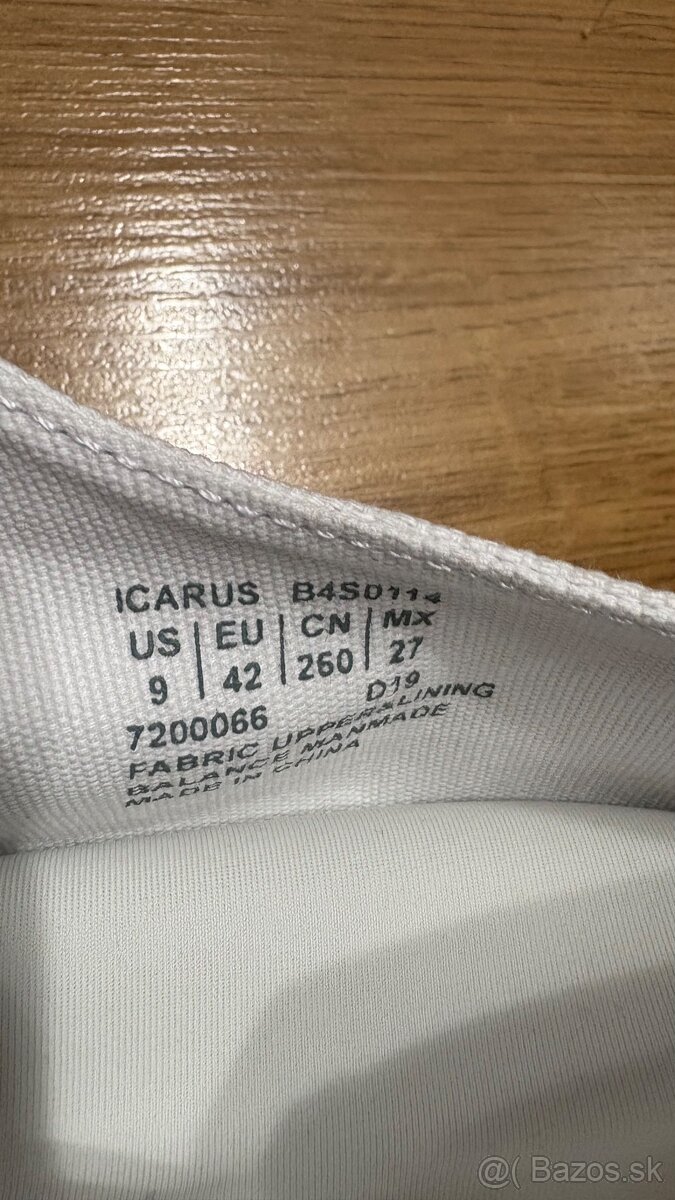 ICARUS B4S0114
US | EU | CN | MX
9 | 42 | 260 | 27
7200066 D19
FABRIC UPPER&LINING
BALANCE MANMADE
MADE IN CHINA
@( Bazos.sk